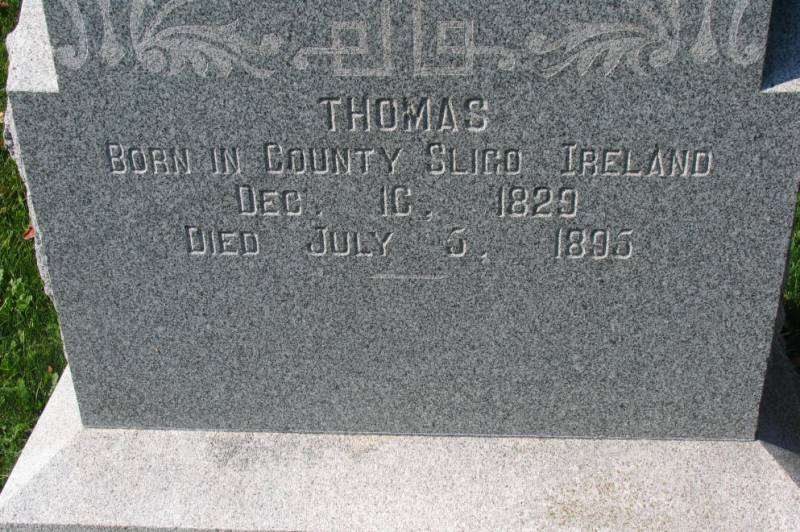 THOMAS
BORN IN COUNTY SLIGO IRELAND
DEC. 16, 1829
DIED JULY 5, 1895